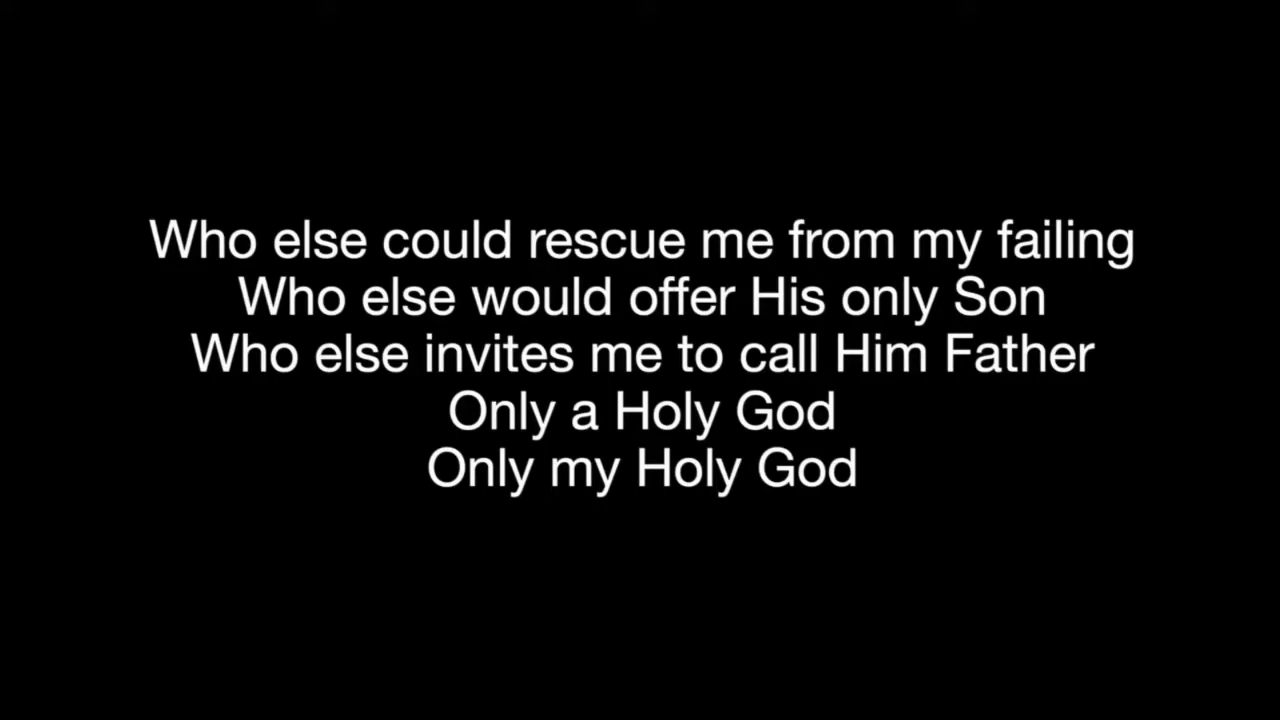 Who else could rescue me from my failing
Who else would offer His only Son
Who else invites me to call Him Father
Only a Holy God
Only my Holy God